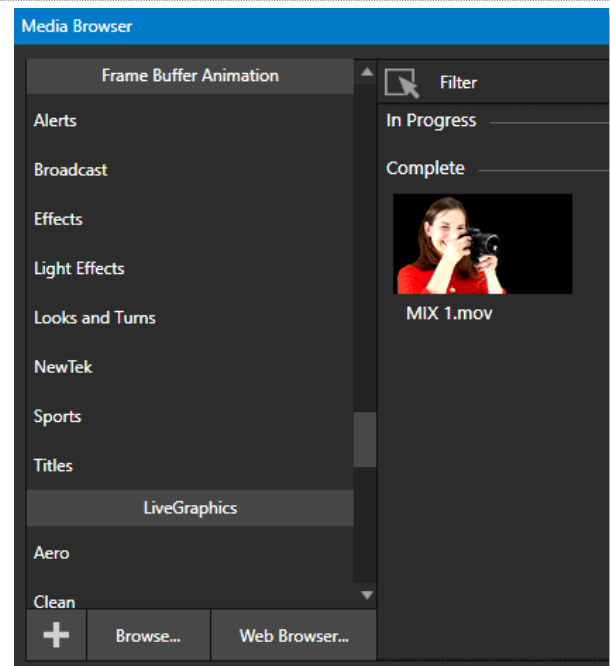 Media Browser
Frame Buffer Animation
Filter
Alerts
In Progress
Broadcast
Complete
Effects
Light Effects
Looks and Turns
MIX 1.mov
NewTek
Sports
Titles
LiveGraphics
Aero
Clean
Browse...
Web Browser...